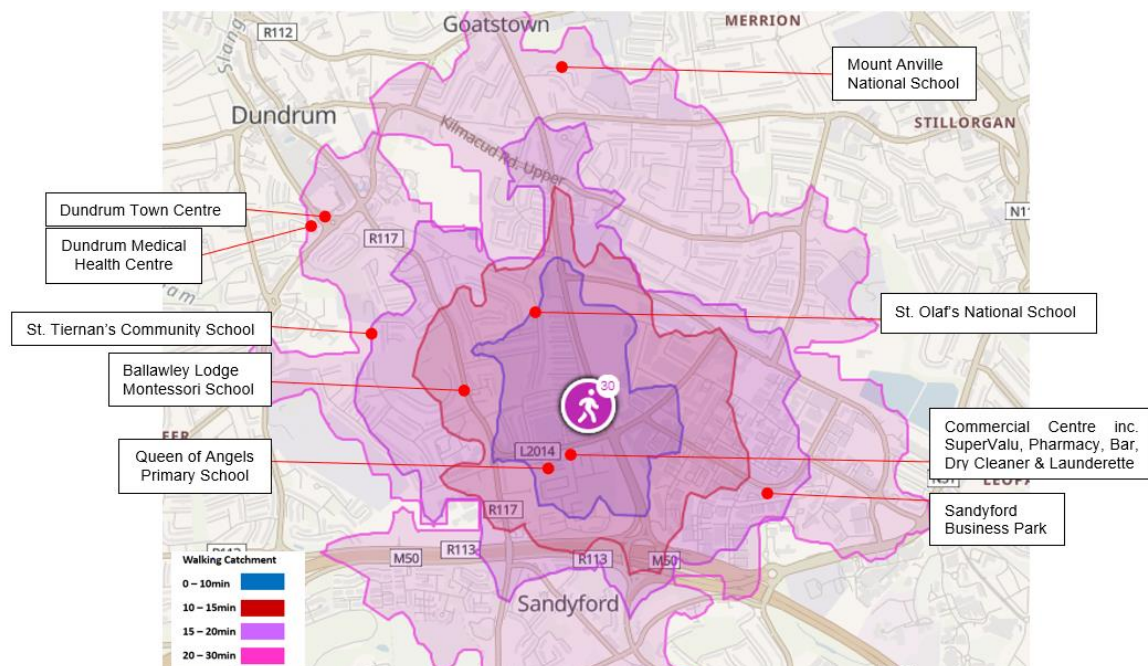 Goatstown
MERRION
R112
Slang
Mount Anville
National School
Dundrum
STILLORGAN
Kilmacud Rd. Upper
Dundrum Town Centre
N11
R117
Dundrum Medical
Health Centre
St. Tiernan's Community School
St. Olaf's National School
Ballawley Lodge
Montessori School
30
Commercial Centre inc.
SuperValu, Pharmacy, Bar,
Dry Cleaner & Launderette
L2014
Queen of Angels
Primary School
Sandyford
Business Park
R117
M50
R113
R113
M50
Sandyford
Walking Catchment
0 – 10min
10 – 15min
15 – 20min
20 – 30min